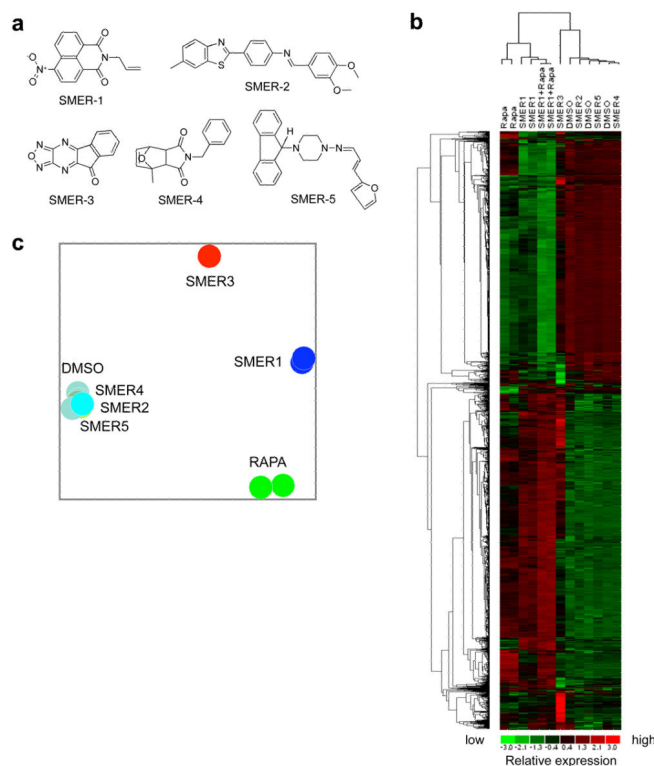 a
O
N
O
O
N+
O-
SMER-1
N
S
N
O
O
SMER-2
N
O
N
N
N
O
SMER-3
O
O
N
O
SMER-4
H
N
N
N
O
SMER-5
b
Rapa
Rapa
SMER1
SMER1
SMER1+Rapa
SMER1+Rapa
SMER3
DMSO
SMER2
DMSO
SMER5
DMSO
SMER4
c
SMER3
SMER1
DMSO
SMER4
SMER2
SMER5
RAPA
low
high
-3.0 -2.1 -1.3 -0.4 0.4 1.3 2.1 3.0
Relative expression